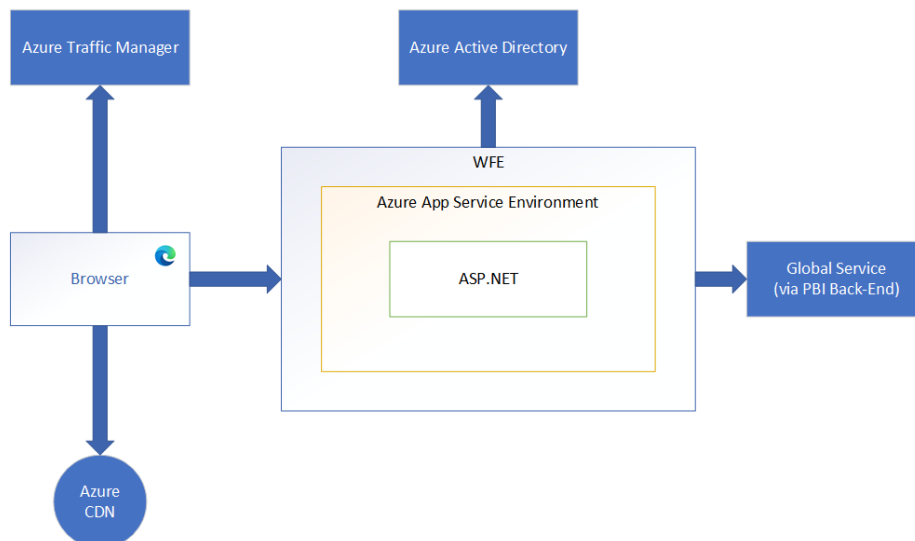 Azure Traffic Manager
Azure Active Directory
WFE
Azure App Service Environment
Browser
ASP.NET
Global Service
(via PBI Back-End)
Azure
CDN